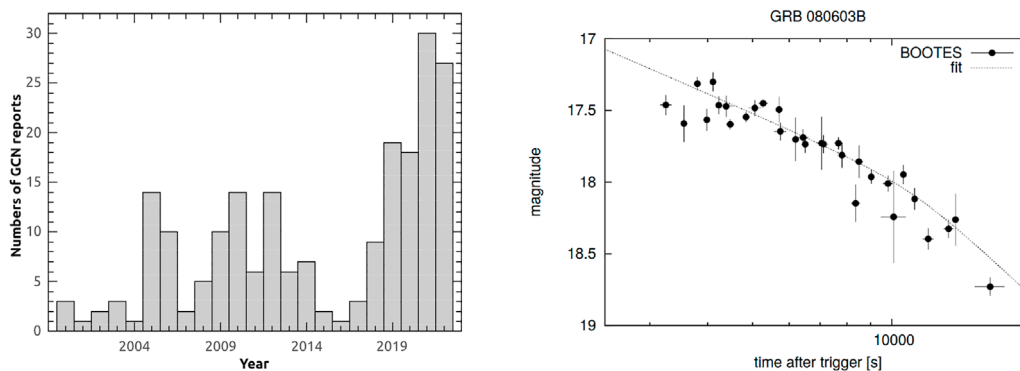 Numbers of GCN reports
30
25
20
15
10
5
0
2004 2009 2014 2019
Year
GRB 080603B
BOOTES
fit
magnitude
17
17.5
18
18.5
19
10000
time after trigger [s]